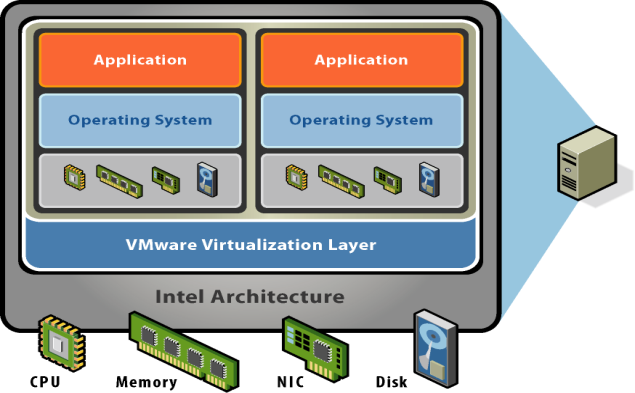 Application
Application
Operating System
Operating System
VMware Virtualization Layer
Intel Architecture
CPU
Memory
NIC
Disk